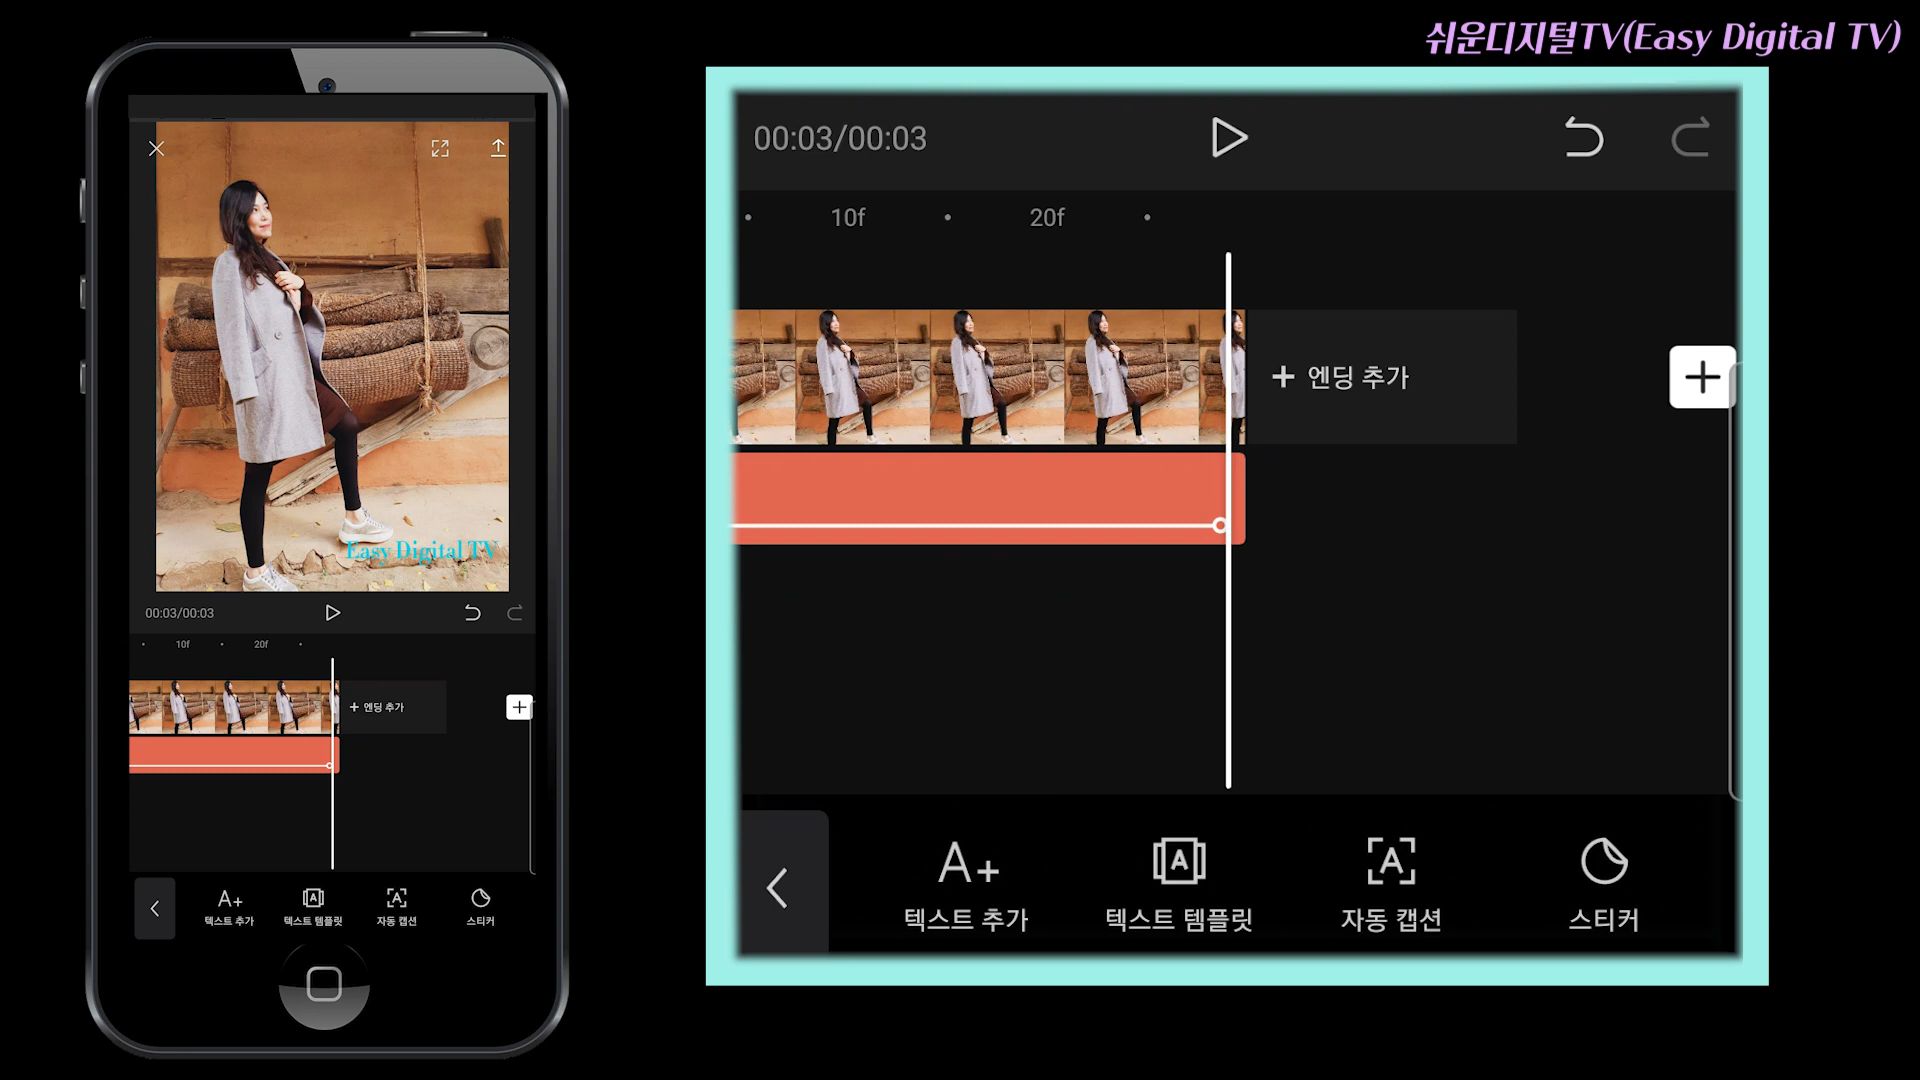 쉬운디지털TV(Easy Digital TV)
Easy Digital TV
00:03/00:03
10f 20f
+ 엔딩 추가
A+ A A
텍스트 추가 텍스트 템플릿 자동 캡션 스티커
00:03/00:03
10f 20f
+ 엔딩 추가
+
A+ A A
텍스트 추가 텍스트 템플릿 자동 캡션 스티커